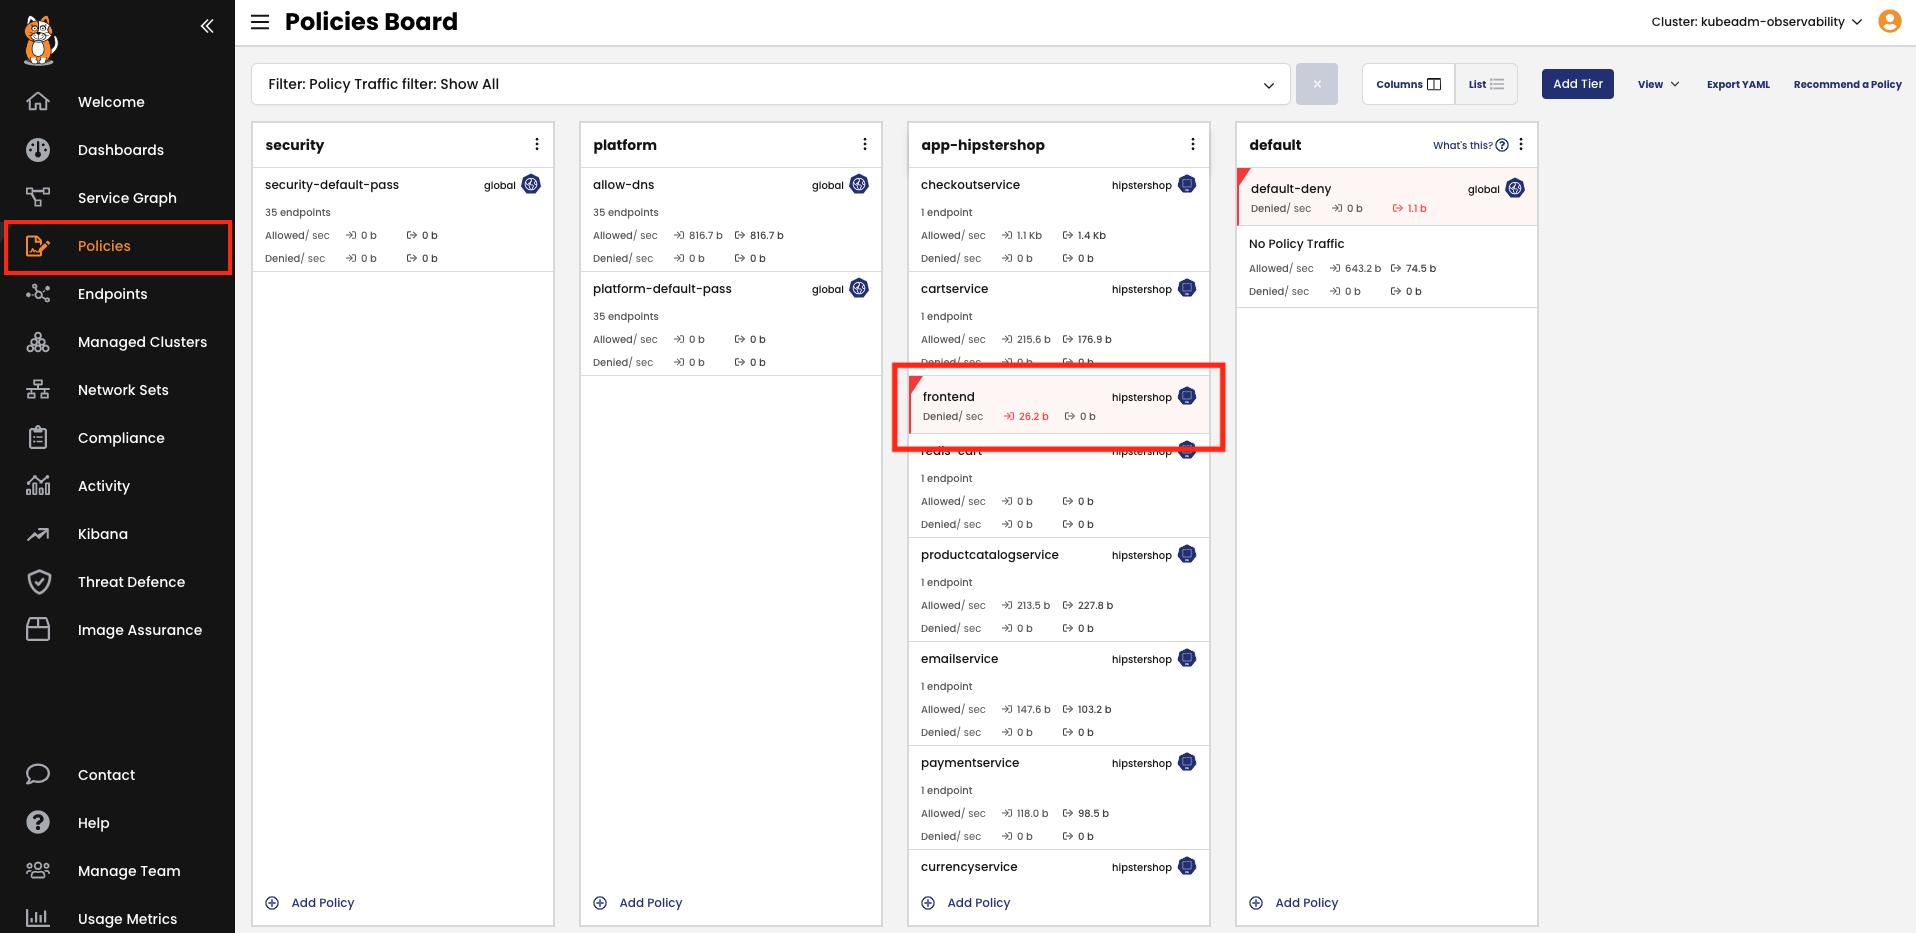 Policies Board
Cluster: kubeadm-observability
Filter: Policy Traffic filter: Show All
×
Columns
List
Add Tier
View
Export YAML
Recommend a Policy
Welcome
Dashboards
Service Graph
Policies
Endpoints
Managed Clusters
Network Sets
Compliance
Activity
Kibana
Threat Defence
Image Assurance
Contact
Help
Manage Team
Usage Metrics
security
security-default-pass global
35 endpoints
Allowed/ sec 0 b 0 b
Denied/ sec 0 b 0 b
Add Policy
platform
allow-dns global
35 endpoints
Allowed/ sec 816.7 b 816.7 b
Denied/ sec 0 b 0 b
platform-default-pass global
35 endpoints
Allowed/ sec 0 b 0 b
Denied/ sec 0 b 0 b
Add Policy
app-hipstershop
checkoutservice hipstershop
1 endpoint
Allowed/ sec 1.1 Kb 1.4 Kb
Denied/ sec 0 b 0 b
cartservice hipstershop
1 endpoint
Allowed/ sec 215.6 b 176.9 b
Denied/ sec 0 b 0 b
frontend hipstershop
Denied/ sec 26.2 b 0 b
redis-cart hipstershop
1 endpoint
Allowed/ sec 0 b 0 b
Denied/ sec 0 b 0 b
productcatalogservice hipstershop
1 endpoint
Allowed/ sec 213.5 b 227.8 b
Denied/ sec 0 b 0 b
emailservice hipstershop
1 endpoint
Allowed/ sec 147.6 b 103.2 b
Denied/ sec 0 b 0 b
paymentservice hipstershop
1 endpoint
Allowed/ sec 118.0 b 98.5 b
Denied/ sec 0 b 0 b
currencyservice hipstershop
Add Policy
default What's this? ?
default-deny global
Denied/ sec 0 b 1.1 b
No Policy Traffic
Allowed/ sec 643.2 b 74.5 b
Denied/ sec 0 b 0 b
Add Policy